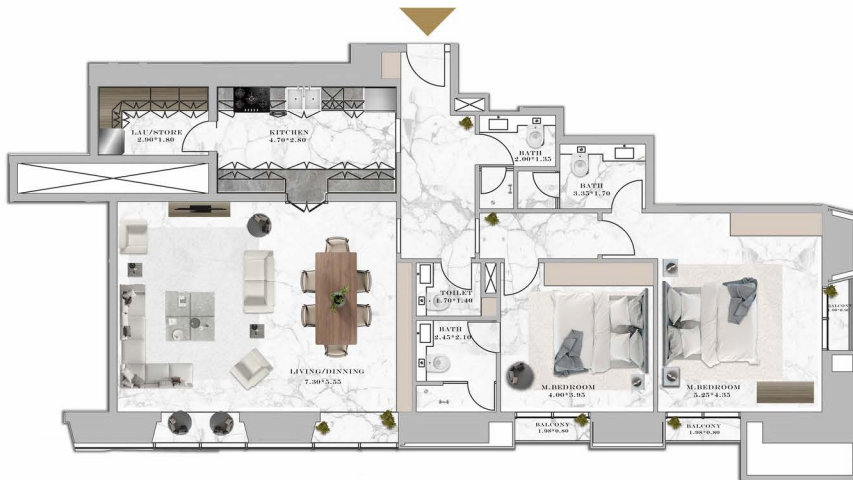 LAU/STORE
2.90*1.80
KITCHEN
4.70*2.80
BATH
2.00*1.35
BATH
3.35*1.70
TOILET
1.70*1.40
BATH
2.45*2.10
LIVING/DINNING
7.30*5.55
M.BEDROOM
4.00*3.95
M.BEDROOM
5.25*4.35
BALCONY
BALCONY
1.98*0.80
BALCONY
1.98*0.80